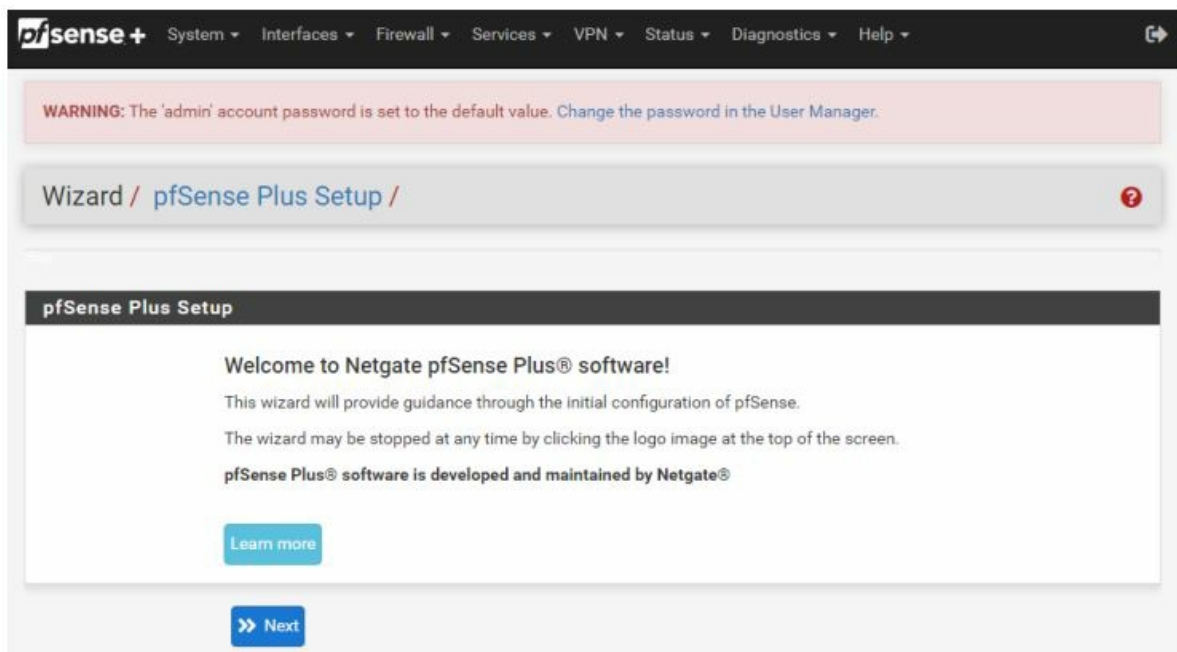 pfsense + System Interfaces Firewall Services VPN Status Diagnostics Help
WARNING: The 'admin' account password is set to the default value. Change the password in the User Manager.
Wizard / pfSense Plus Setup /
pfSense Plus Setup
Welcome to Netgate pfSense Plus® software!
This wizard will provide guidance through the initial configuration of pfSense.
The wizard may be stopped at any time by clicking the logo image at the top of the screen.
pfSense Plus® software is developed and maintained by Netgate®
Learn more
Next